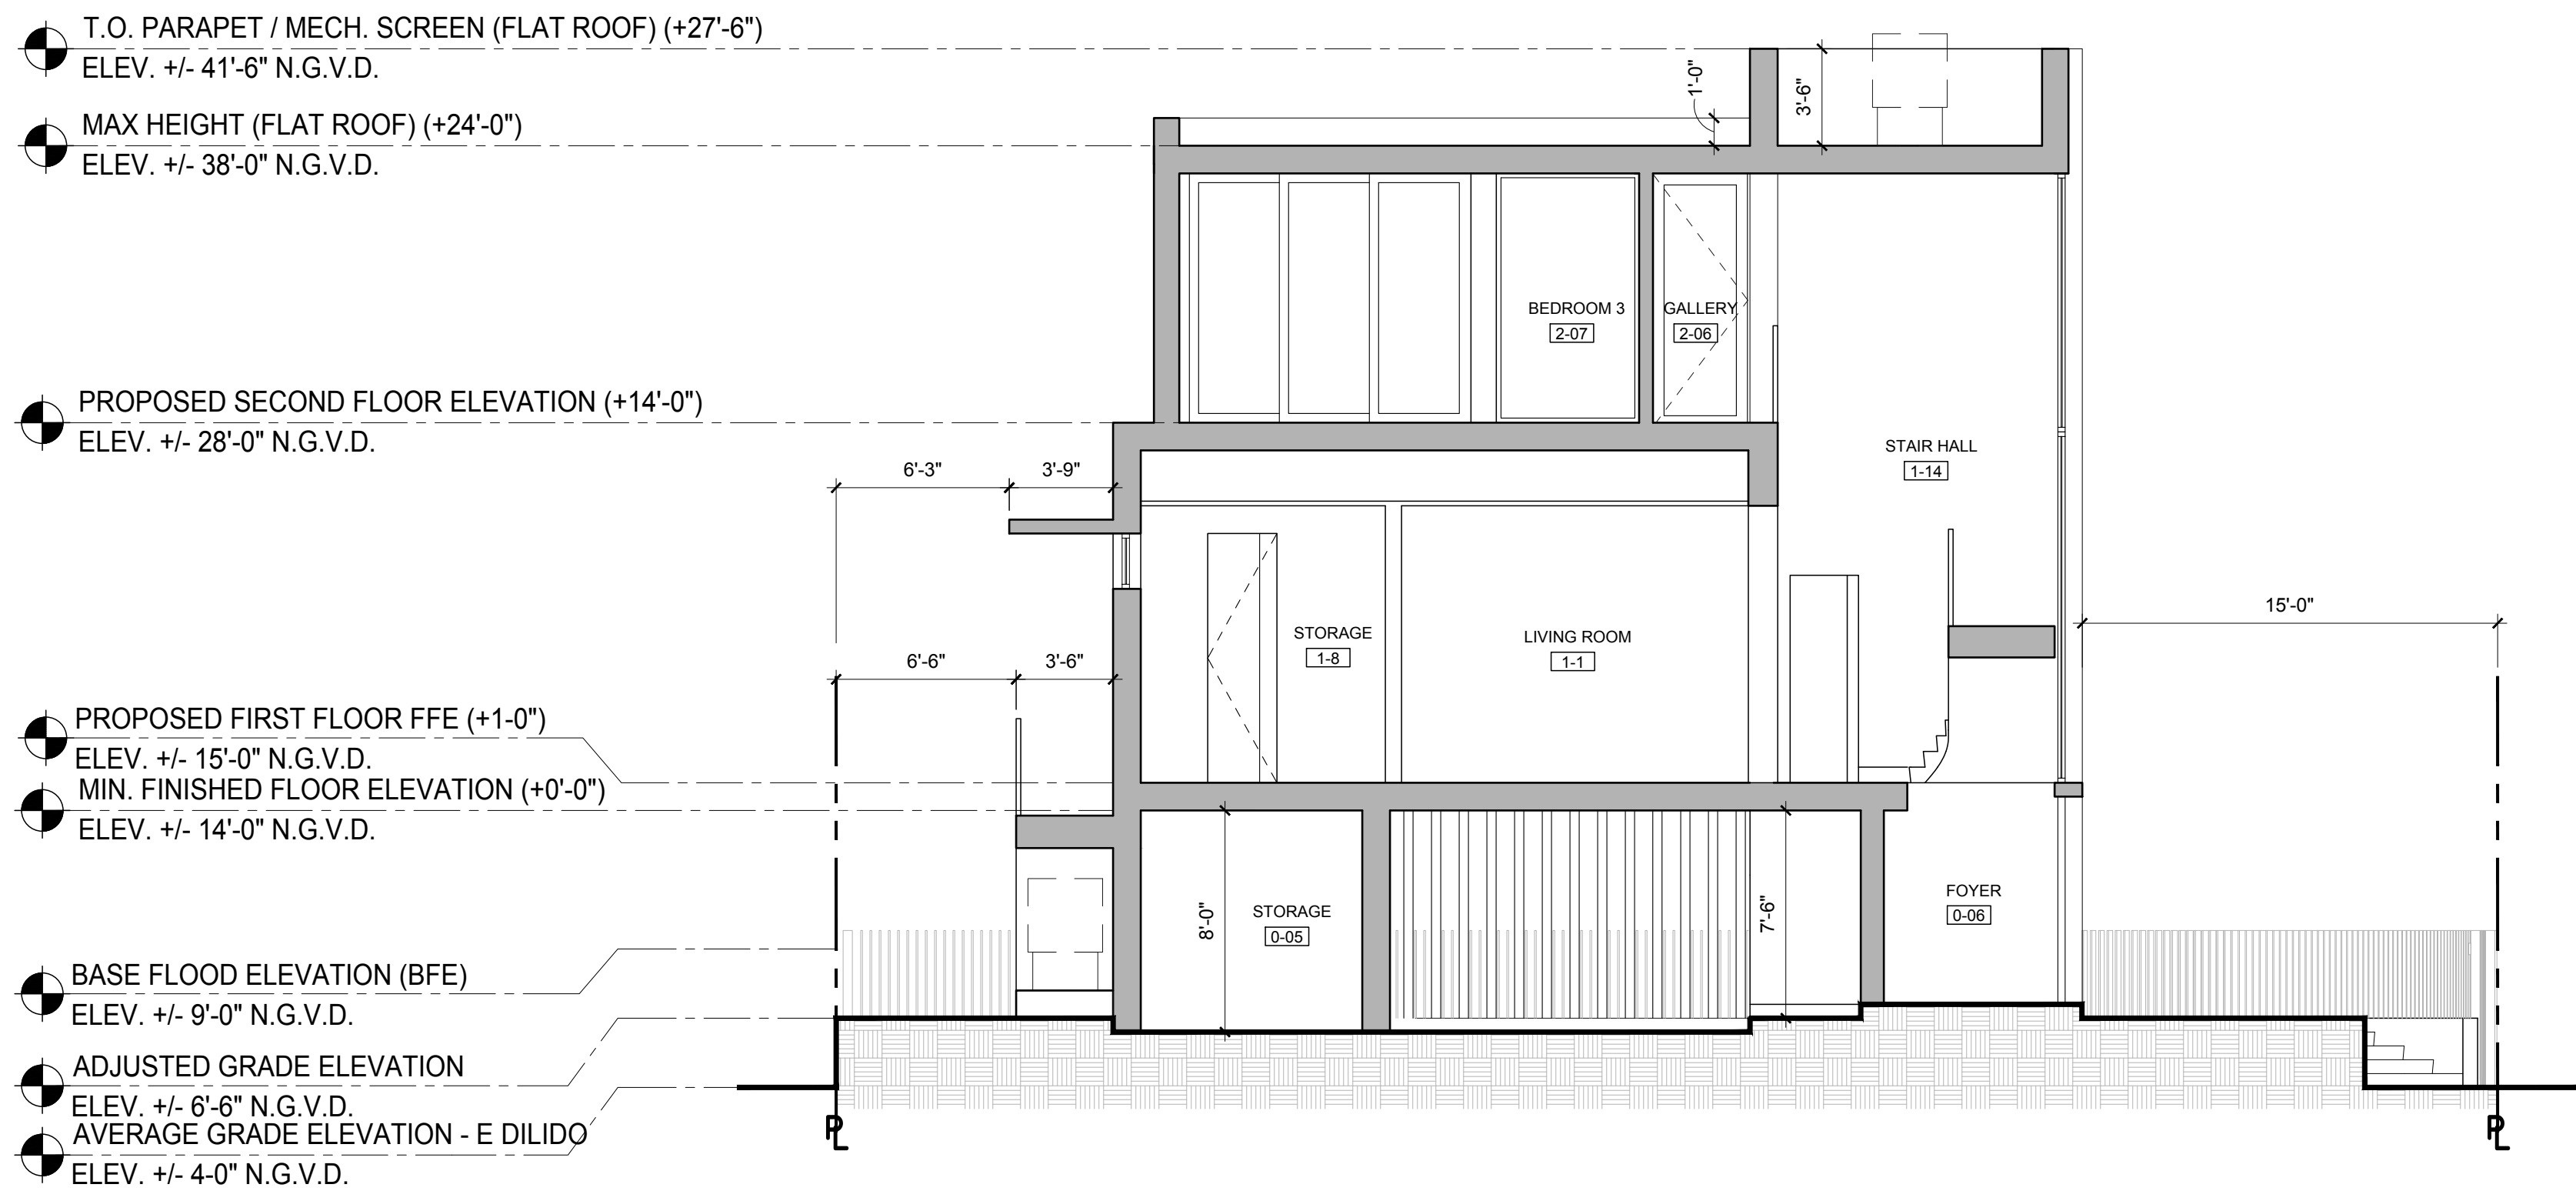 T.O. PARAPET / MECH. SCREEN (FLAT ROOF) (+27'-6")
ELEV. +/- 41'-6" N.G.V.D.
MAX HEIGHT (FLAT ROOF) (+24'-0")
ELEV. +/- 38'-0" N.G.V.D.
1'-0"
3'-6"
BEDROOM 3
2-07
GALLERY
2-06
PROPOSED SECOND FLOOR ELEVATION (+14'-0")
ELEV. +/- 28'-0" N.G.V.D.
STAIR HALL
1-14
6'-3"
3'-9"
15'-0"
STORAGE
1-8
LIVING ROOM
1-1
6'-6"
3'-6"
PROPOSED FIRST FLOOR FFE (+1-0")
ELEV. +/- 15'-0" N.G.V.D.
MIN. FINISHED FLOOR ELEVATION (+0'-0")
ELEV. +/- 14'-0" N.G.V.D.
8'-0"
STORAGE
0-05
7'-6"
FOYER
0-06
BASE FLOOD ELEVATION (BFE)
ELEV. +/- 9'-0" N.G.V.D.
ADJUSTED GRADE ELEVATION
ELEV. +/- 6'-6" N.G.V.D.
AVERAGE GRADE ELEVATION - E DILIDO
ELEV. +/- 4-0" N.G.V.D.
PL
PL